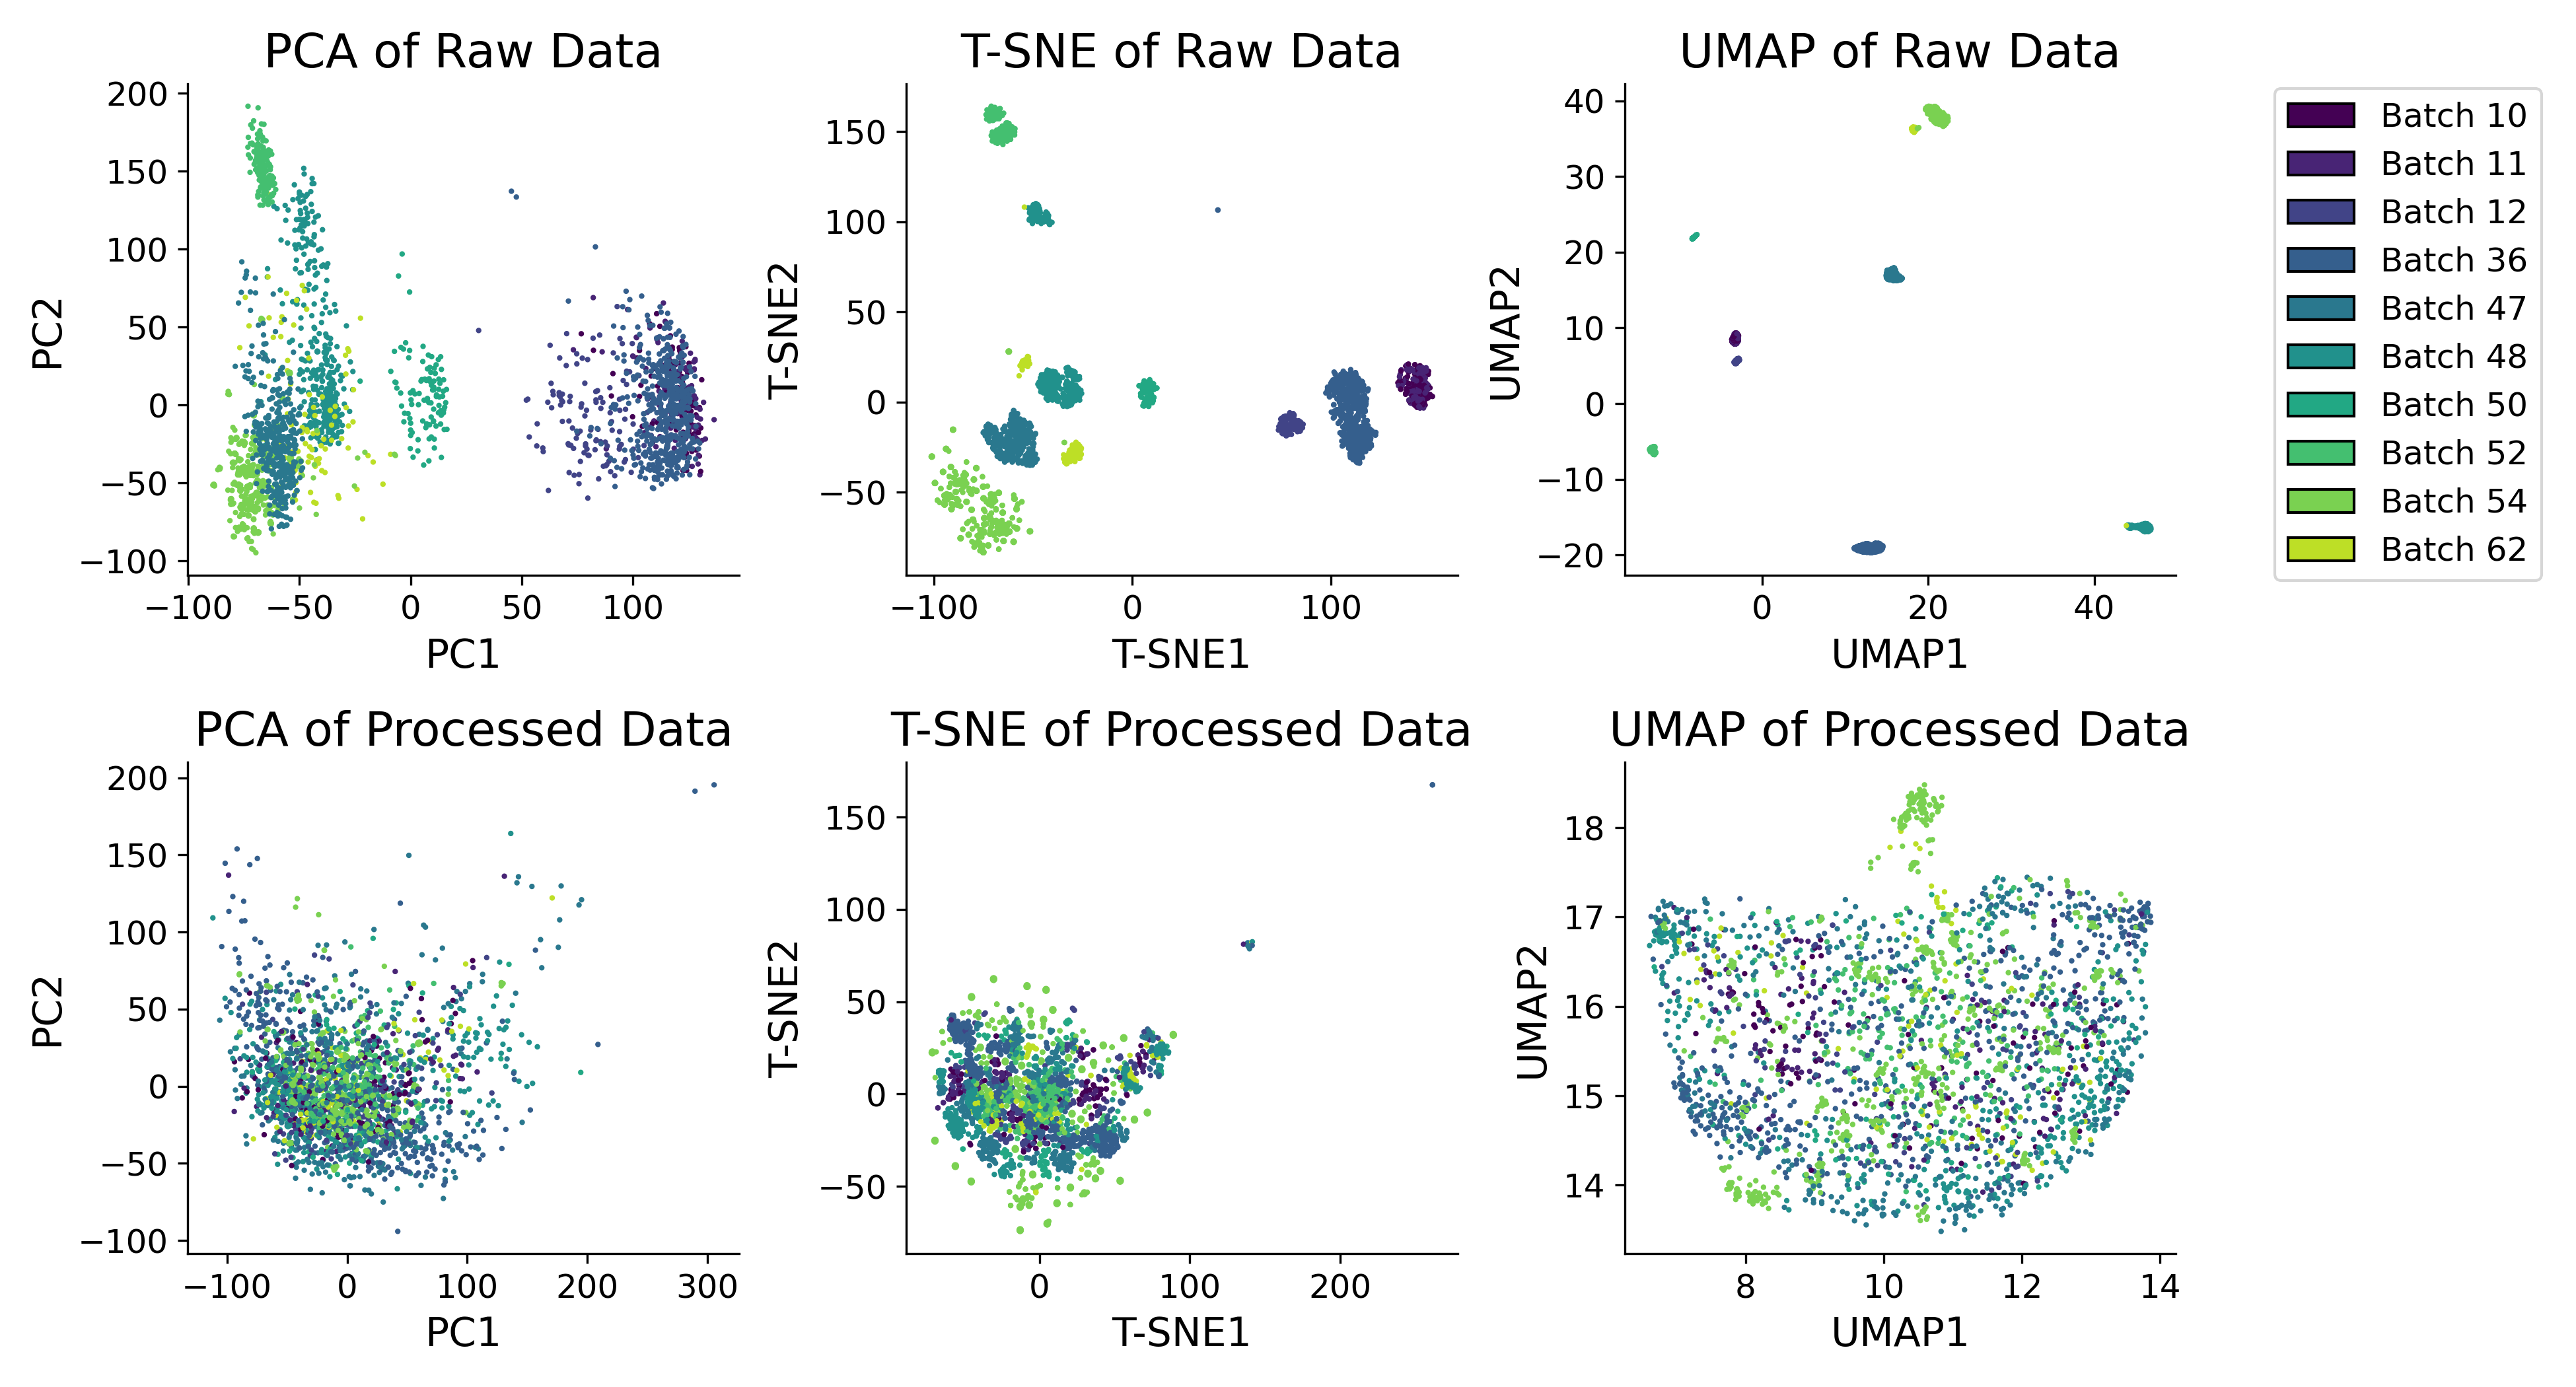 PCA of Raw Data
200
150
100
50
0
−50
−100
PC2
−100 −50 0 50 100
PC1
T-SNE of Raw Data
150
100
50
0
−50
T-SNE2
−100 0 100
T-SNE1
UMAP of Raw Data
40
30
20
10
0
−10
−20
UMAP2
0 20 40
UMAP1
Batch 10
Batch 11
Batch 12
Batch 36
Batch 47
Batch 48
Batch 50
Batch 52
Batch 54
Batch 62
PCA of Processed Data
200
150
100
50
0
−50
−100
PC2
−100 0 100 200 300
PC1
T-SNE of Processed Data
150
100
50
0
−50
T-SNE2
0 100 200
T-SNE1
UMAP of Processed Data
18
17
16
15
14
UMAP2
8 10 12 14
UMAP1